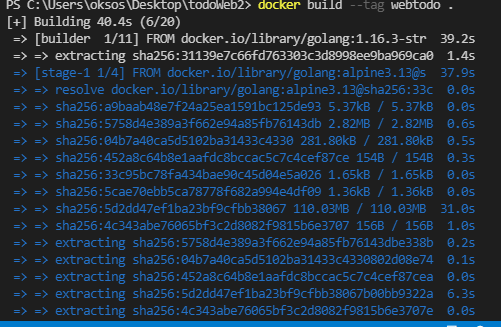 PS C:\Users\oksos\Desktop\todoWeb2> docker build --tag webtodo .
[+] Building 40.4s (6/20)
=> [builder  1/11] FROM docker.io/library/golang:1.16.3-str  39.2s
=> => extracting sha256:31139e7c66fd763303c3d8998ee9ba969ca0  1.4s
=> [stage-1 1/4] FROM docker.io/library/golang:alpine3.13@s  37.9s
=> => resolve docker.io/library/golang:alpine3.13@sha256:33c  0.0s
=> => sha256:a9baab48e7f24a25ea1591bc125de93 5.37kB / 5.37kB  0.0s
=> => sha256:5758d4e389a3f662e94a85fb76143db 2.82MB / 2.82MB  0.6s
=> => sha256:04b7a40ca5d5102ba31433c4330 281.80kB / 281.80kB  0.5s
=> => sha256:452a8c64b8e1aafdc8bccac5c7c4cef87ce 154B / 154B  0.3s
=> => sha256:33c95bc78fa434bae90c45d04e5a026 1.65kB / 1.65kB  0.0s
=> => sha256:5cae70ebb5ca78778f682a994e4df09 1.36kB / 1.36kB  0.0s
=> => sha256:5d2dd47ef1ba23bf9cfbb38067 110.03MB / 110.03MB  31.0s
=> => sha256:4c343abe76065bf3c2d8082f9815b6e3707 156B / 156B  1.0s
=> => extracting sha256:5758d4e389a3f662e94a85fb76143dbe338b  0.2s
=> => extracting sha256:04b7a40ca5d5102ba31433c4330802d08e74  0.1s
=> => extracting sha256:452a8c64b8e1aafdc8bccac5c7c4cef87cea  0.0s
=> => extracting sha256:5d2dd47ef1ba23bf9cfbb38067b00bb9322a  6.3s
=> => extracting sha256:4c343abe76065bf3c2d8082f9815b6e3707e  0.0s